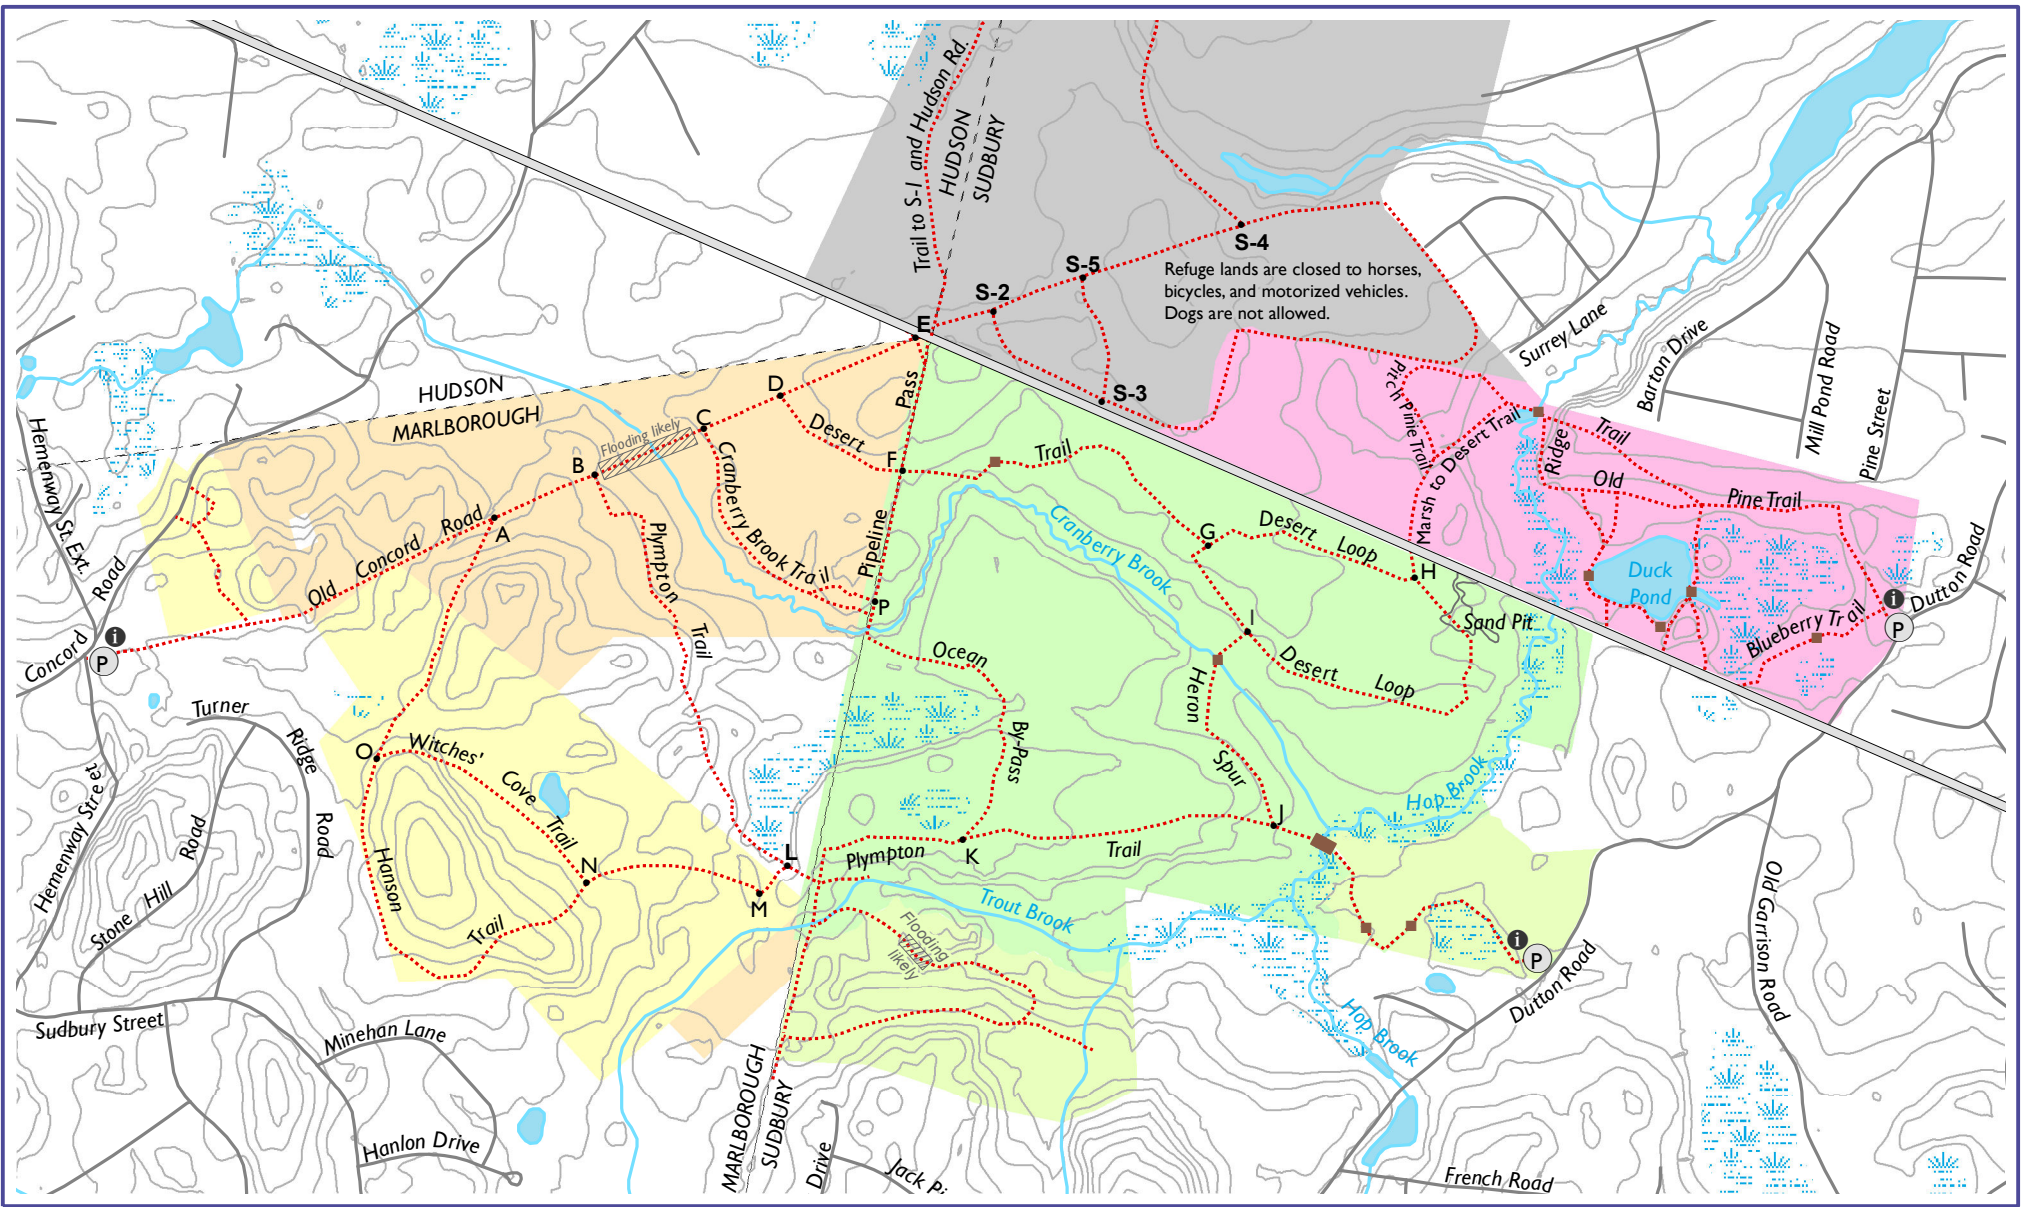 Trail to S-1 and Hudson Rd.
HUDSON
SUDBURY
S-4
S-5
Refuge lands are closed to horses,
bicycles, and motorized vehicles.
Dogs are not allowed.
S-2
E
S-3
HUDSON
MARLBOROUGH
D
C
Pass
Desert
Flooding likely
B
F
Trail
Cranberry Brook Trail
Pipeline
P
A
Old Concord Road
Plympton
Trail
Hemenway St. Ext.
Concord
Road
i
P
Surrey Lane
Barton Drive
Mill Pond Road
Pine Street
Pitch Pinie Trail
Marsh to Desert Trail
Ridge
Trail
Old
Pine Trail
Duck
Pond
Blueberry Trail
i
P
Dutton Road
Cranberry Brook
G
Desert
Loop
H
Sand Pit
I
Desert
Loop
Heron
Spur
J
Ocean
By-Pass
K
Plympton
Trail
Hop Brook
Turner
Ridge
Road
Hemenway Street
Stone Hill Road
O
Witches'
Cove
Trail
Hanson
Trail
N
M
L
Trout Brook
Flooding
likely
i
P
Dutton Road
Old Garrison Road
Hop Brook
Sudbury Street
Minehan Lane
Hanlon Drive
MARLBOROUGH
SUDBURY
Drive
Jack Pi
French Road